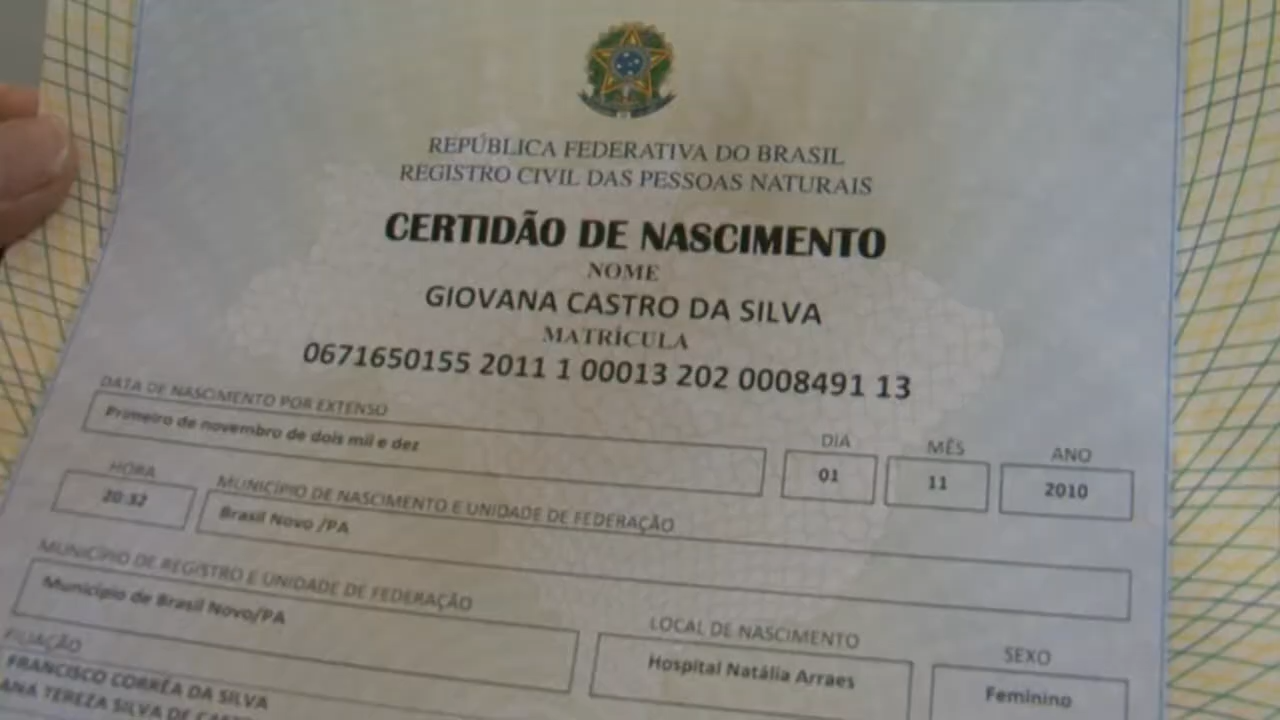 REPÚBLICA FEDERATIVA DO BRASIL
REGISTRO CIVIL DAS PESSOAS NATURAIS
CERTIDÃO DE NASCIMENTO
NOME
GIOVANA CASTRO DA SILVA
MATRÍCULA
0671650155 2011 1 00013 202 0008491 13
DATA DE NASCIMENTO POR EXTENSO
Primeiro de novembro de dois mil e dez
DIA
01
MÊS
11
ANO
2010
HORA
20:32
MUNICÍPIO DE NASCIMENTO E UNIDADE DE FEDERAÇÃO
Brasil Novo /PA
MUNICÍPIO DE REGISTRO E UNIDADE DE FEDERAÇÃO
Município de Brasil Novo/PA
LOCAL DE NASCIMENTO
Hospital Natália Arraes
SEXO
Feminino
FILIAÇÃO
FRANCISCO CORRÊA DA SILVA
ANA TEREZA SILVA DE